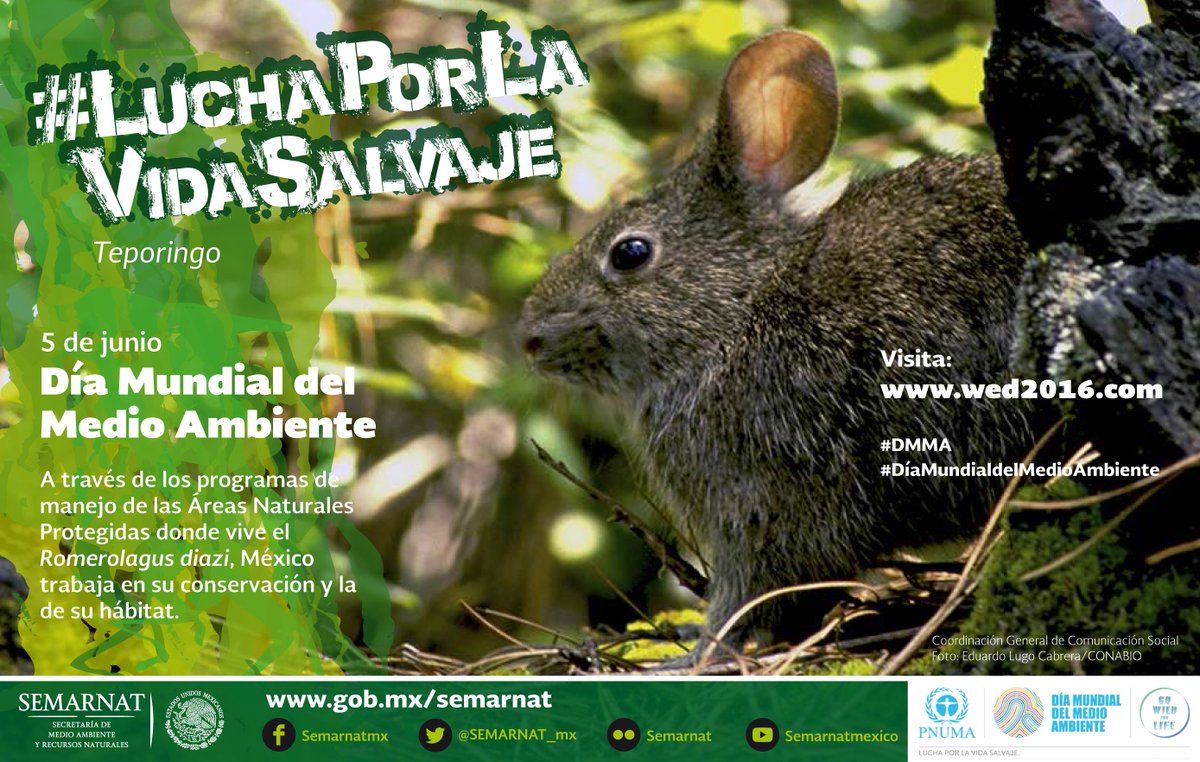 #LuchaPorLa
VidaSalvaje
Teporingo
5 de junio
Día Mundial del
Medio Ambiente
A través de los programas de
manejo de las Áreas Naturales
Protegidas donde vive el
Romerolagus diazi, México
trabaja en su conservación y la
de su hábitat.
Visita:
www.wed2016.com
#DMMA
#DíaMundialdelMedioAmbiente
Coordinación General de Comunicación Social
Foto: Eduardo Lugo Cabrera/CONABIO
SEMARNAT
SECRETARÍA DE
MEDIO AMBIENTE
Y RECURSOS NATURALES
ESTADOS UNIDOS MEXICANOS
www.gob.mx/semarnat
Semarnatmx
@SEMARNAT_mx
Semarnat
Semarnatmexico
PNUMA
DÍA MUNDIAL
DEL MEDIO
AMBIENTE
GO
WILD
FOR
LIFE
LUCHA POR LA VIDA SALVAJE.